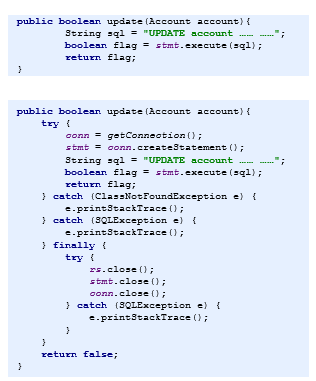 public boolean update(Account account){
String sql = "UPDATE account …… ……";
boolean flag = stmt.execute(sql);
return flag;
}
public boolean update(Account account){
try {
conn = getConnection();
stmt = conn.createStatement();
String sql = "UPDATE account …… ……";
boolean flag = stmt.execute(sql);
return flag;
} catch (ClassNotFoundException e) {
e.printStackTrace();
} catch (SQLException e) {
e.printStackTrace();
} finally {
try {
rs.close();
stmt.close();
conn.close();
} catch (SQLException e) {
e.printStackTrace();
}
}
return false;
}